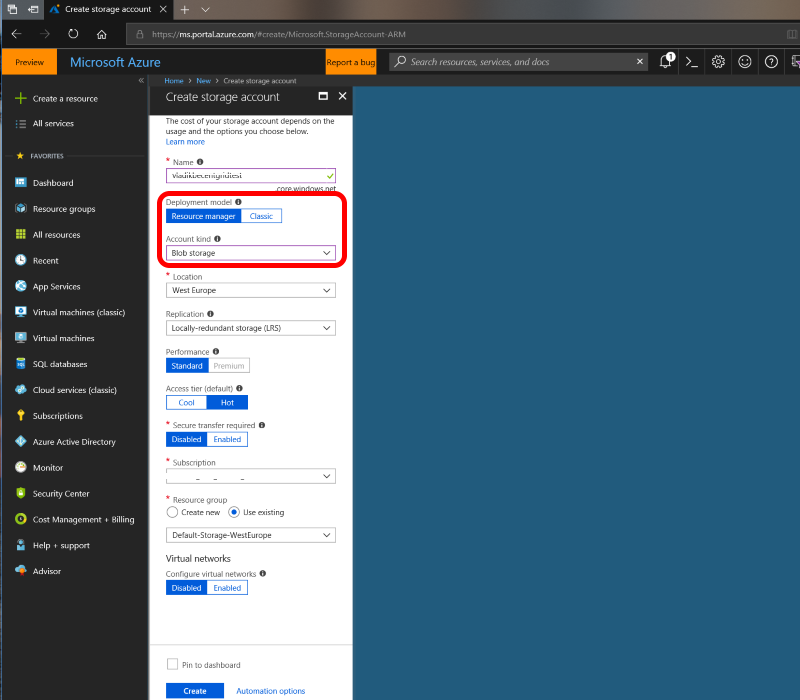 Create storage account
https://ms.portal.azure.com/#create/Microsoft.StorageAccount-ARM
Preview
Microsoft Azure
Report a bug
Search resources, services, and docs
1
Home > New > Create storage account
Create a resource
All services
FAVORITES
Dashboard
Resource groups
All resources
Recent
App Services
Virtual machines (classic)
Virtual machines
SQL databases
Cloud services (classic)
Subscriptions
Azure Active Directory
Monitor
Security Center
Cost Management + Billing
Help + support
Advisor
Create storage account
The cost of your storage account depends on the
usage and the options you choose below.
Learn more
* Name
.core.windows.net
Deployment model
Resource manager Classic
Account kind
Blob storage
* Location
West Europe
Replication
Locally-redundant storage (LRS)
Performance
Standard Premium
Access tier (default)
Cool Hot
* Secure transfer required
Disabled Enabled
* Subscription
* Resource group
Create new Use existing
Default-Storage-WestEurope
Virtual networks
Configure virtual networks
Disabled Enabled
Pin to dashboard
Create Automation options